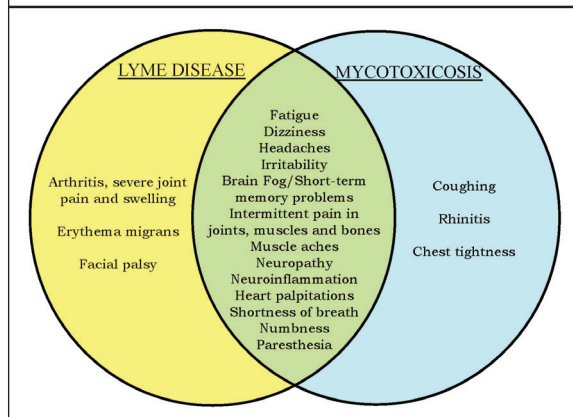 LYME DISEASE
MYCOTOXICOSIS
Arthritis, severe joint
pain and swelling
Erythema migrans
Facial palsy
Fatigue
Dizziness
Headaches
Irritability
Brain Fog/Short-term
memory problems
Intermittent pain in
joints, muscles and bones
Muscle aches
Neuropathy
Neuroinflammation
Heart palpitations
Shortness of breath
Numbness
Paresthesia
Coughing
Rhinitis
Chest tightness